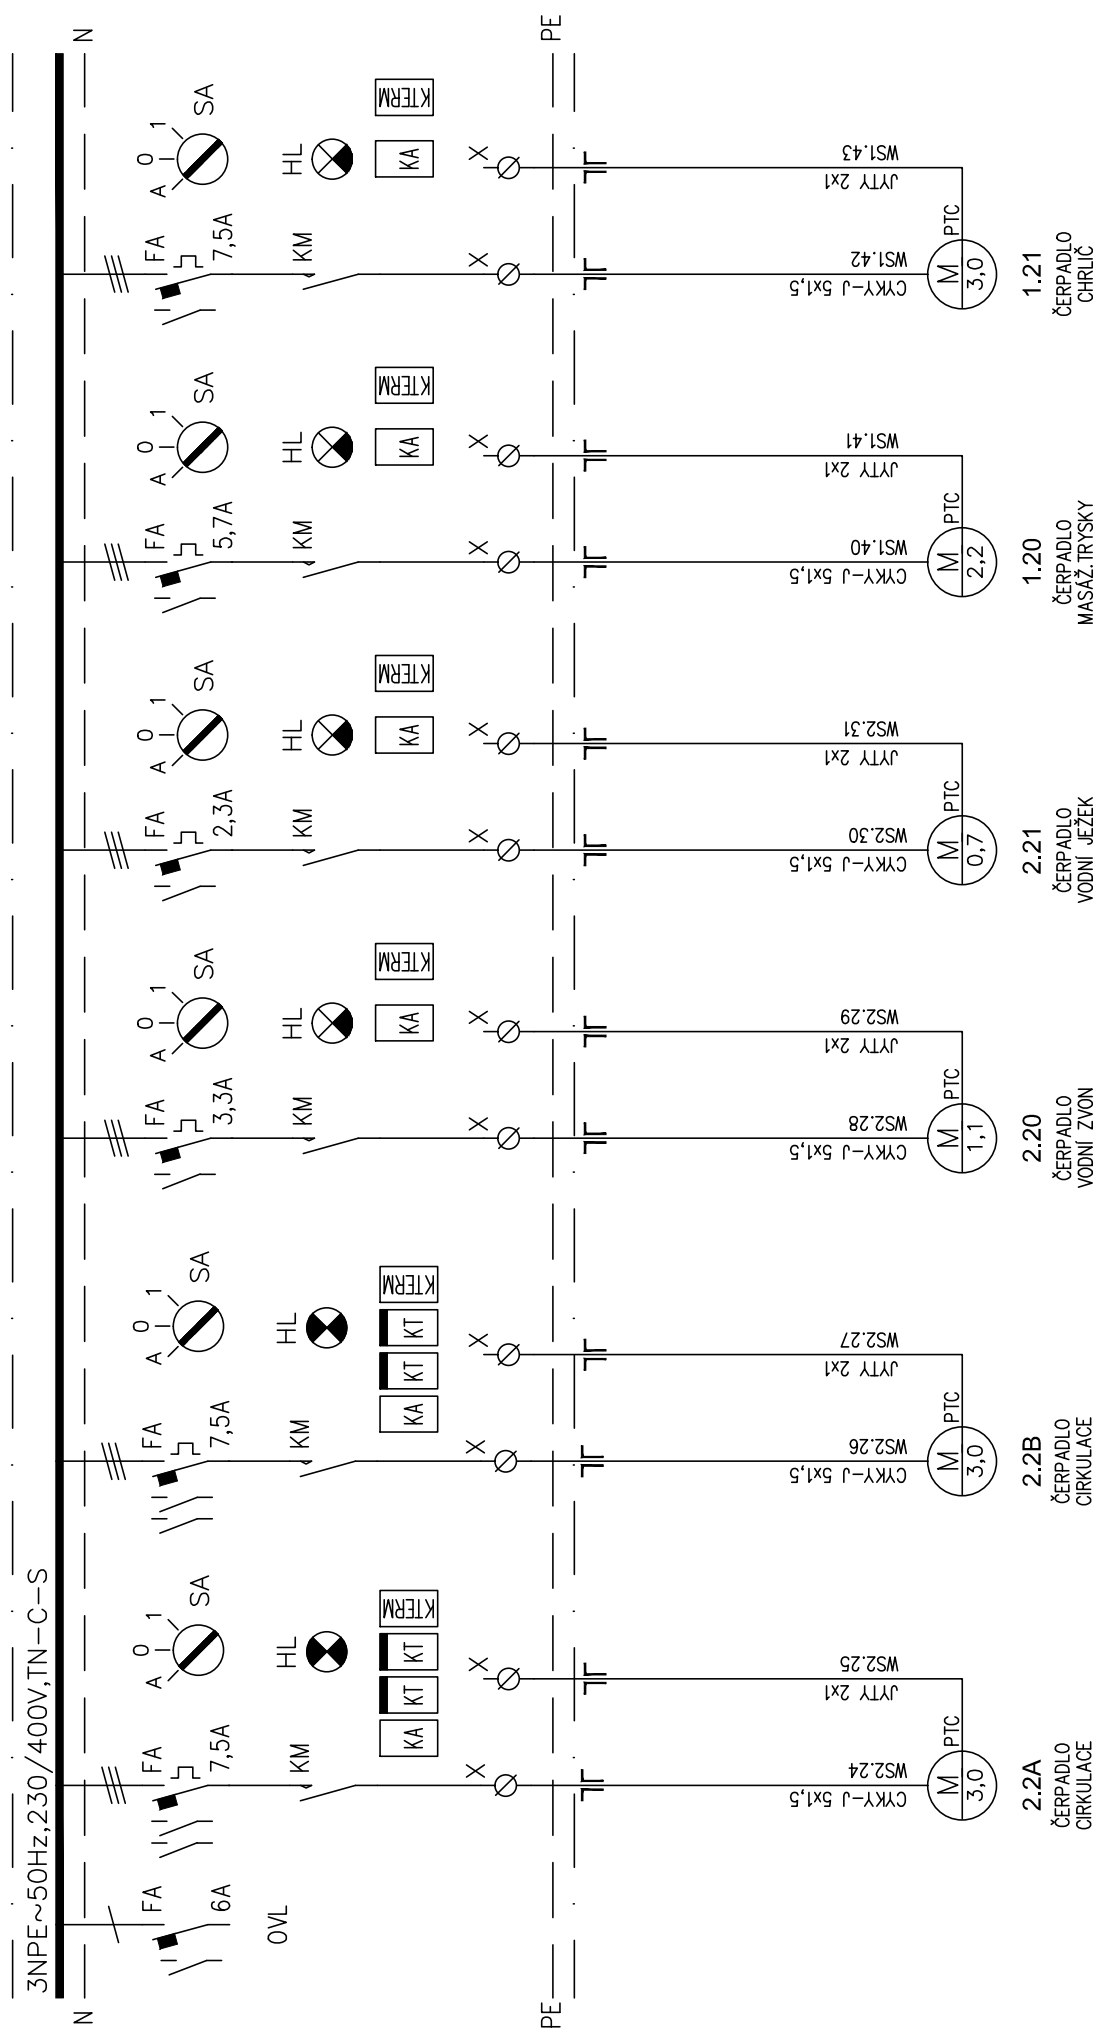 3NPE~50Hz,230/400V,TN-C-S
N
N
PE
PE
FA
6A
OVL
FA
7,5A
A
0
1
SA
KM
HL
KA
KT
KT
KTERM
X
X
CYKY-J 5x1,5
WS2.24
JYTY 2x1
WS2.25
M
3,0
PTC
2.2A
ČERPADLO
CIRKULACE
FA
7,5A
A
0
1
SA
KM
HL
KA
KT
KT
KTERM
X
X
CYKY-J 5x1,5
WS2.26
JYTY 2x1
WS2.27
M
3,0
PTC
2.2B
ČERPADLO
CIRKULACE
FA
3,3A
A
0
1
SA
KM
HL
KA
KTERM
X
X
CYKY-J 5x1,5
WS2.28
JYTY 2x1
WS2.29
M
1,1
PTC
2.20
ČERPADLO
VODNÍ ZVON
FA
2,3A
A
0
1
SA
KM
HL
KA
KTERM
X
X
CYKY-J 5x1,5
WS2.30
JYTY 2x1
WS2.31
M
0,7
PTC
2.21
ČERPADLO
VODNÍ JEŽEK
FA
5,7A
A
0
1
SA
KM
HL
KA
KTERM
X
X
CYKY-J 5x1,5
WS1.40
JYTY 2x1
WS1.41
M
2,2
PTC
1.20
ČERPADLO
MASÁŽ.TRYSKY
FA
7,5A
A
0
1
SA
KM
HL
KA
KTERM
X
X
CYKY-J 5x1,5
WS1.42
JYTY 2x1
WS1.43
M
3,0
PTC
1.21
ČERPADLO
CHRLIČ